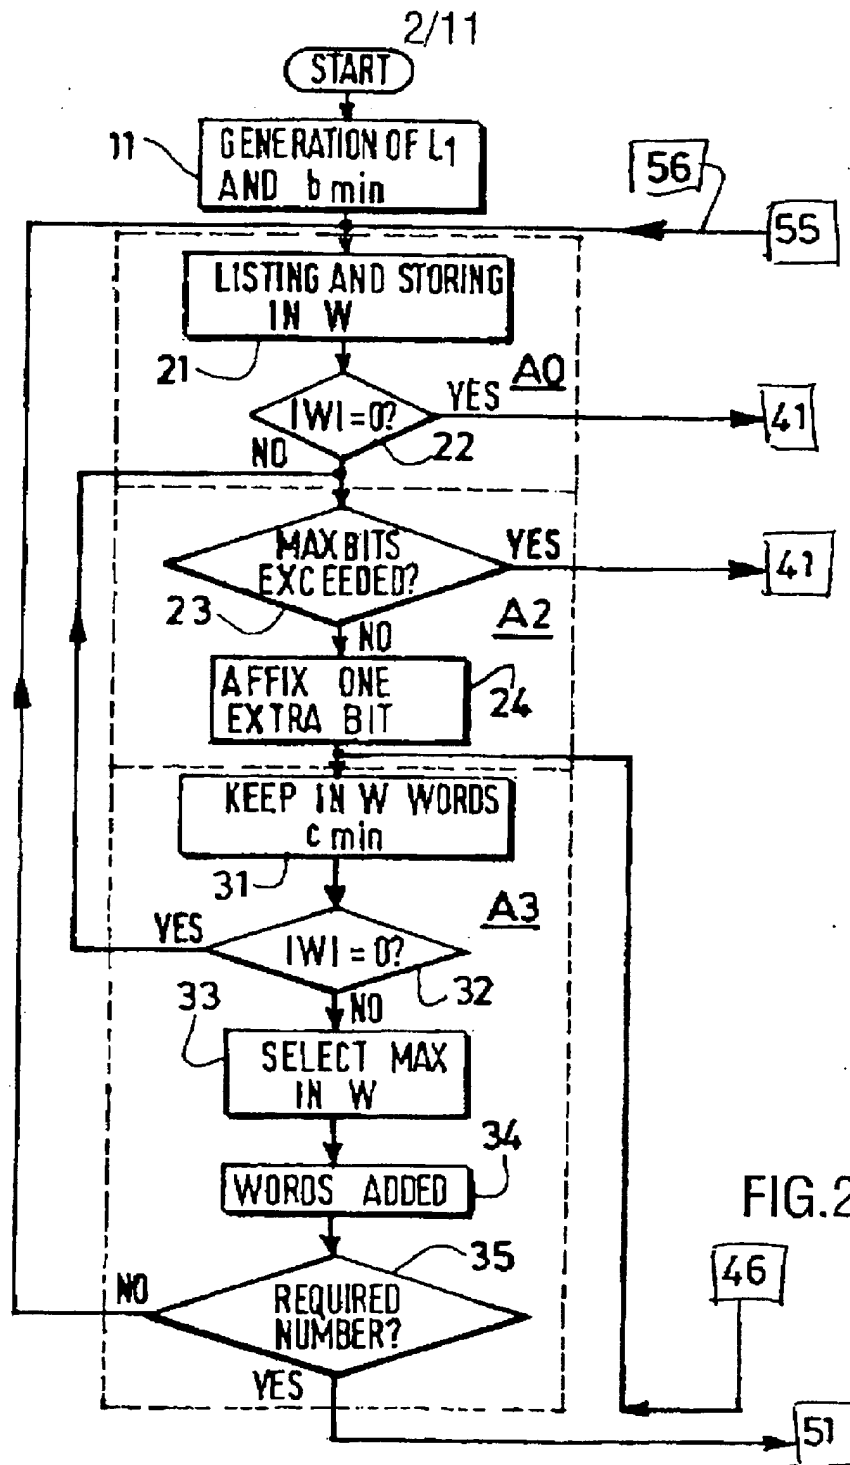 2/11
START
11
GENERATION OF L1
AND b min
56
55
LISTING AND STORING
IN W
21
A0
|W|=0?
YES
41
22
NO
MAX BITS
EXCEEDED?
YES
41
23
A2
NO
AFFIX ONE
EXTRA BIT
24
KEEP IN W WORDS
c min
31
A3
YES
|W|=0?
32
33
NO
SELECT MAX
IN W
34
WORDS ADDED
FIG.2
35
46
NO
REQUIRED
NUMBER?
YES
51